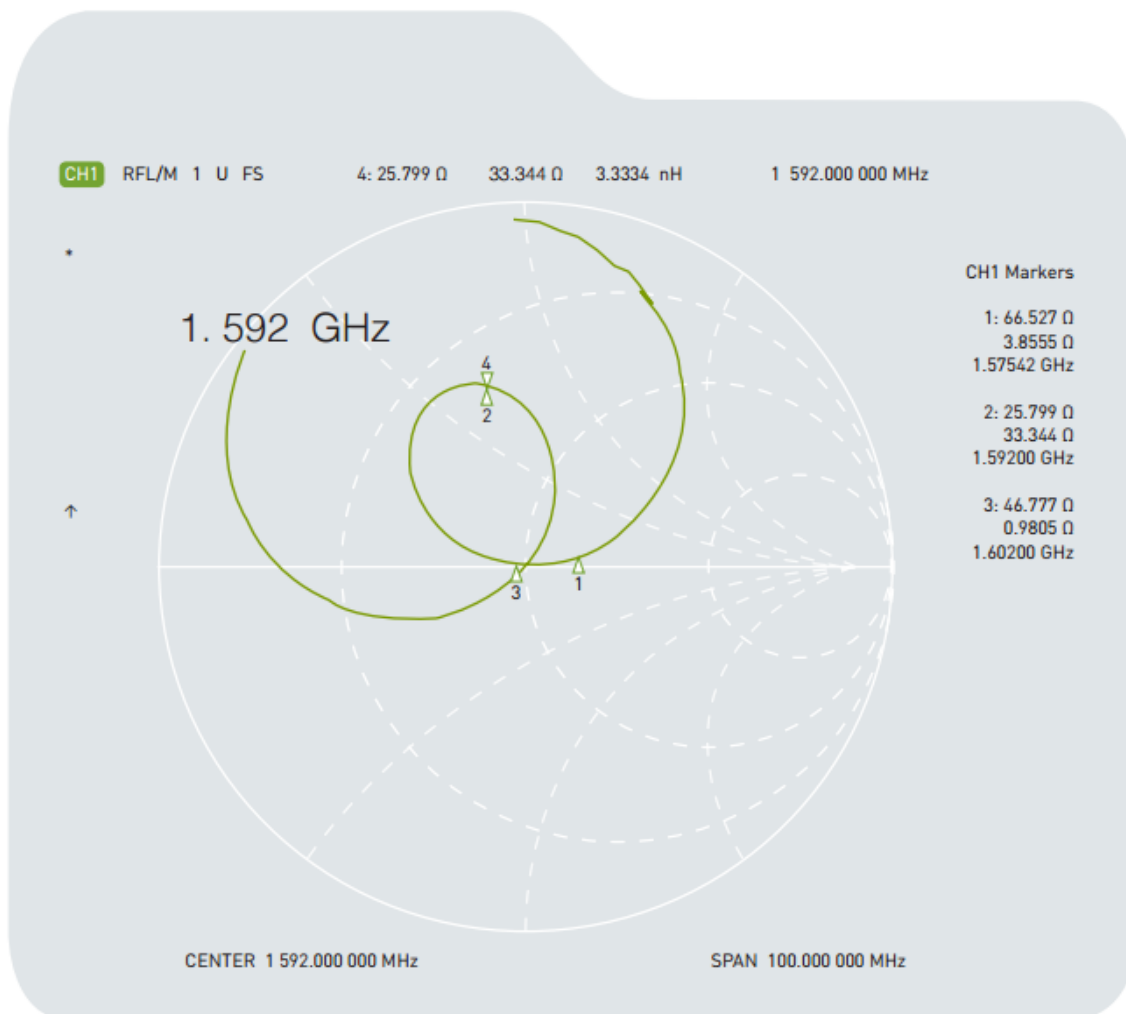 CH1 RFL/M 1 U FS 4: 25.799 Ω 33.344 Ω 3.3334 nH 1 592.000 000 MHz
*
CH1 Markers
1: 66.527 Ω
3.8555 Ω
1.57542 GHz
1. 592 GHz
4
2
2: 25.799 Ω
33.344 Ω
1.59200 GHz
3: 46.777 Ω
0.9805 Ω
1.60200 GHz
↑
3
1
CENTER 1 592.000 000 MHz SPAN 100.000 000 MHz